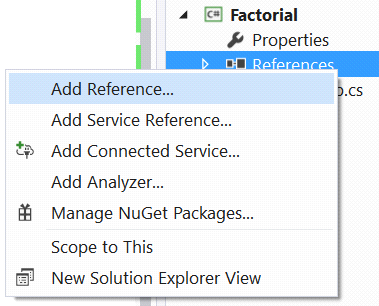 C# Factorial
Properties
References
.cs
Add Reference...
Add Service Reference...
Add Connected Service...
Add Analyzer...
Manage NuGet Packages...
Scope to This
New Solution Explorer View